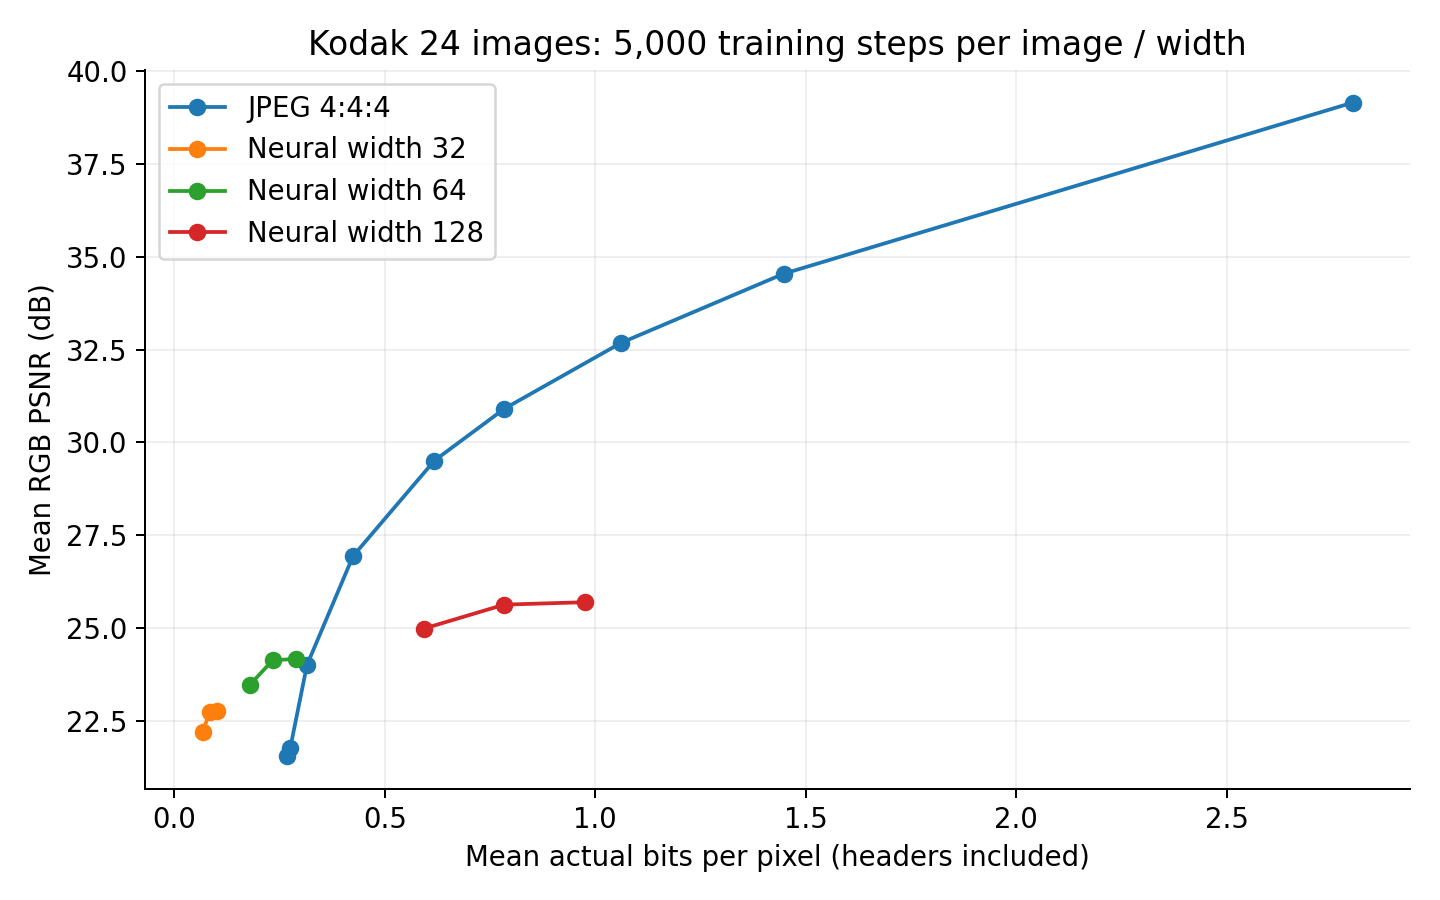 Kodak 24 images: 5,000 training steps per image / width
JPEG 4:4:4
Neural width 32
Neural width 64
Neural width 128
Mean RGB PSNR (dB)
40.0
37.5
35.0
32.5
30.0
27.5
25.0
22.5
0.0 0.5 1.0 1.5 2.0 2.5
Mean actual bits per pixel (headers included)